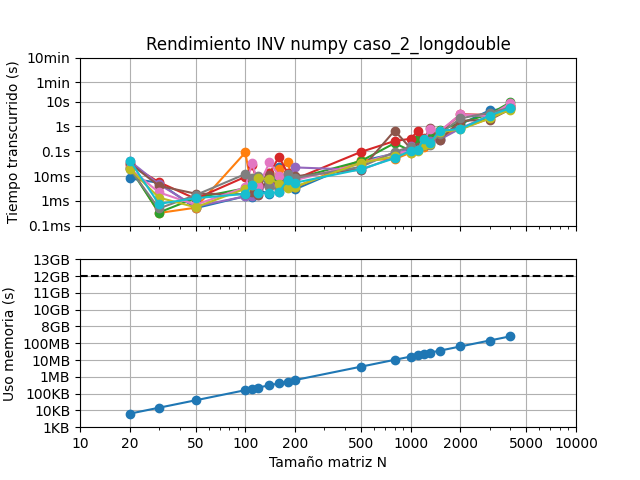 Rendimiento INV numpy caso_2_longdouble
Tiempo transcurrido (s)
10min
1min
10s
1s
0.1s
10ms
1ms
0.1ms
Uso memoria (s)
13GB
12GB
11GB
10GB
8GB
100MB
10MB
1MB
100KB
10KB
1KB
10 20 50 100 200 500 1000 2000 5000 10000
Tamaño matriz N